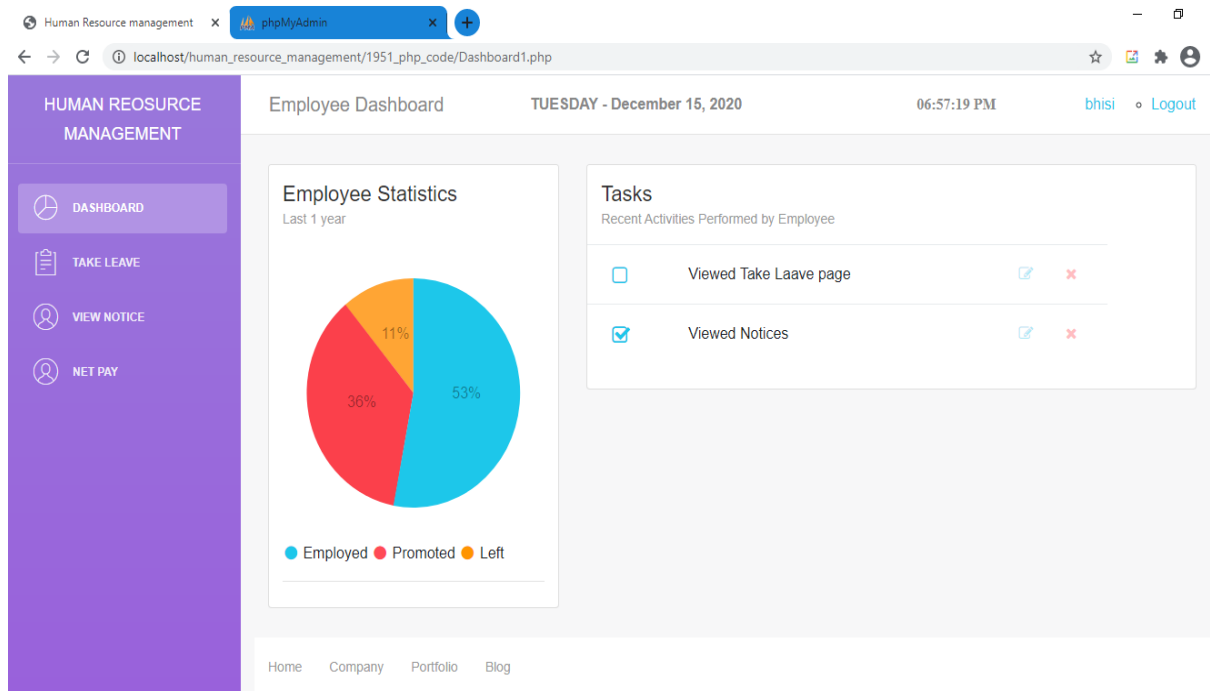 Human Resource management
phpMyAdmin
localhost/human_resource_management/1951_php_code/Dashboard1.php
HUMAN REOSURCE
MANAGEMENT
Employee Dashboard
TUESDAY - December 15, 2020
06:57:19 PM
bhisi
Logout
DASHBOARD
TAKE LEAVE
VIEW NOTICE
NET PAY
Employee Statistics
Last 1 year
11%
36%
53%
Employed Promoted Left
Tasks
Recent Activities Performed by Employee
Viewed Take Laave page
Viewed Notices
Home Company Portfolio Blog